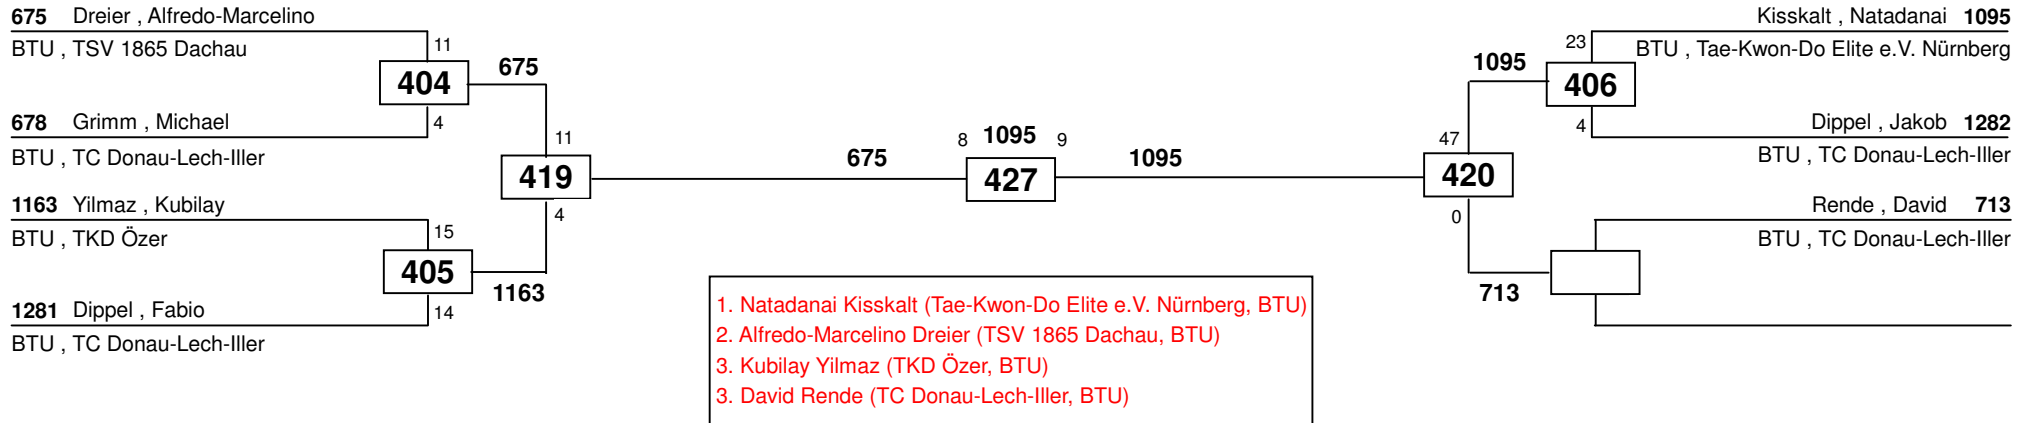 675 Dreier , Alfredo-Marcelino
BTU , TSV 1865 Dachau
11
404
675
4
678 Grimm , Michael
BTU , TC Donau-Lech-Iller
11
419
4
1163 Yilmaz , Kubilay
BTU , TKD Özer
15
405
1163
14
1281 Dippel , Fabio
BTU , TC Donau-Lech-Iller
675
8 1095 9
427
1095
Kisskalt , Natadanai 1095
BTU , Tae-Kwon-Do Elite e.V. Nürnberg
23
1095
406
4
Dippel , Jakob 1282
BTU , TC Donau-Lech-Iller
47
420
0
Rende , David 713
BTU , TC Donau-Lech-Iller
713
1. Natadanai Kisskalt (Tae-Kwon-Do Elite e.V. Nürnberg, BTU)
2. Alfredo-Marcelino Dreier (TSV 1865 Dachau, BTU)
3. Kubilay Yilmaz (TKD Özer, BTU)
3. David Rende (TC Donau-Lech-Iller, BTU)